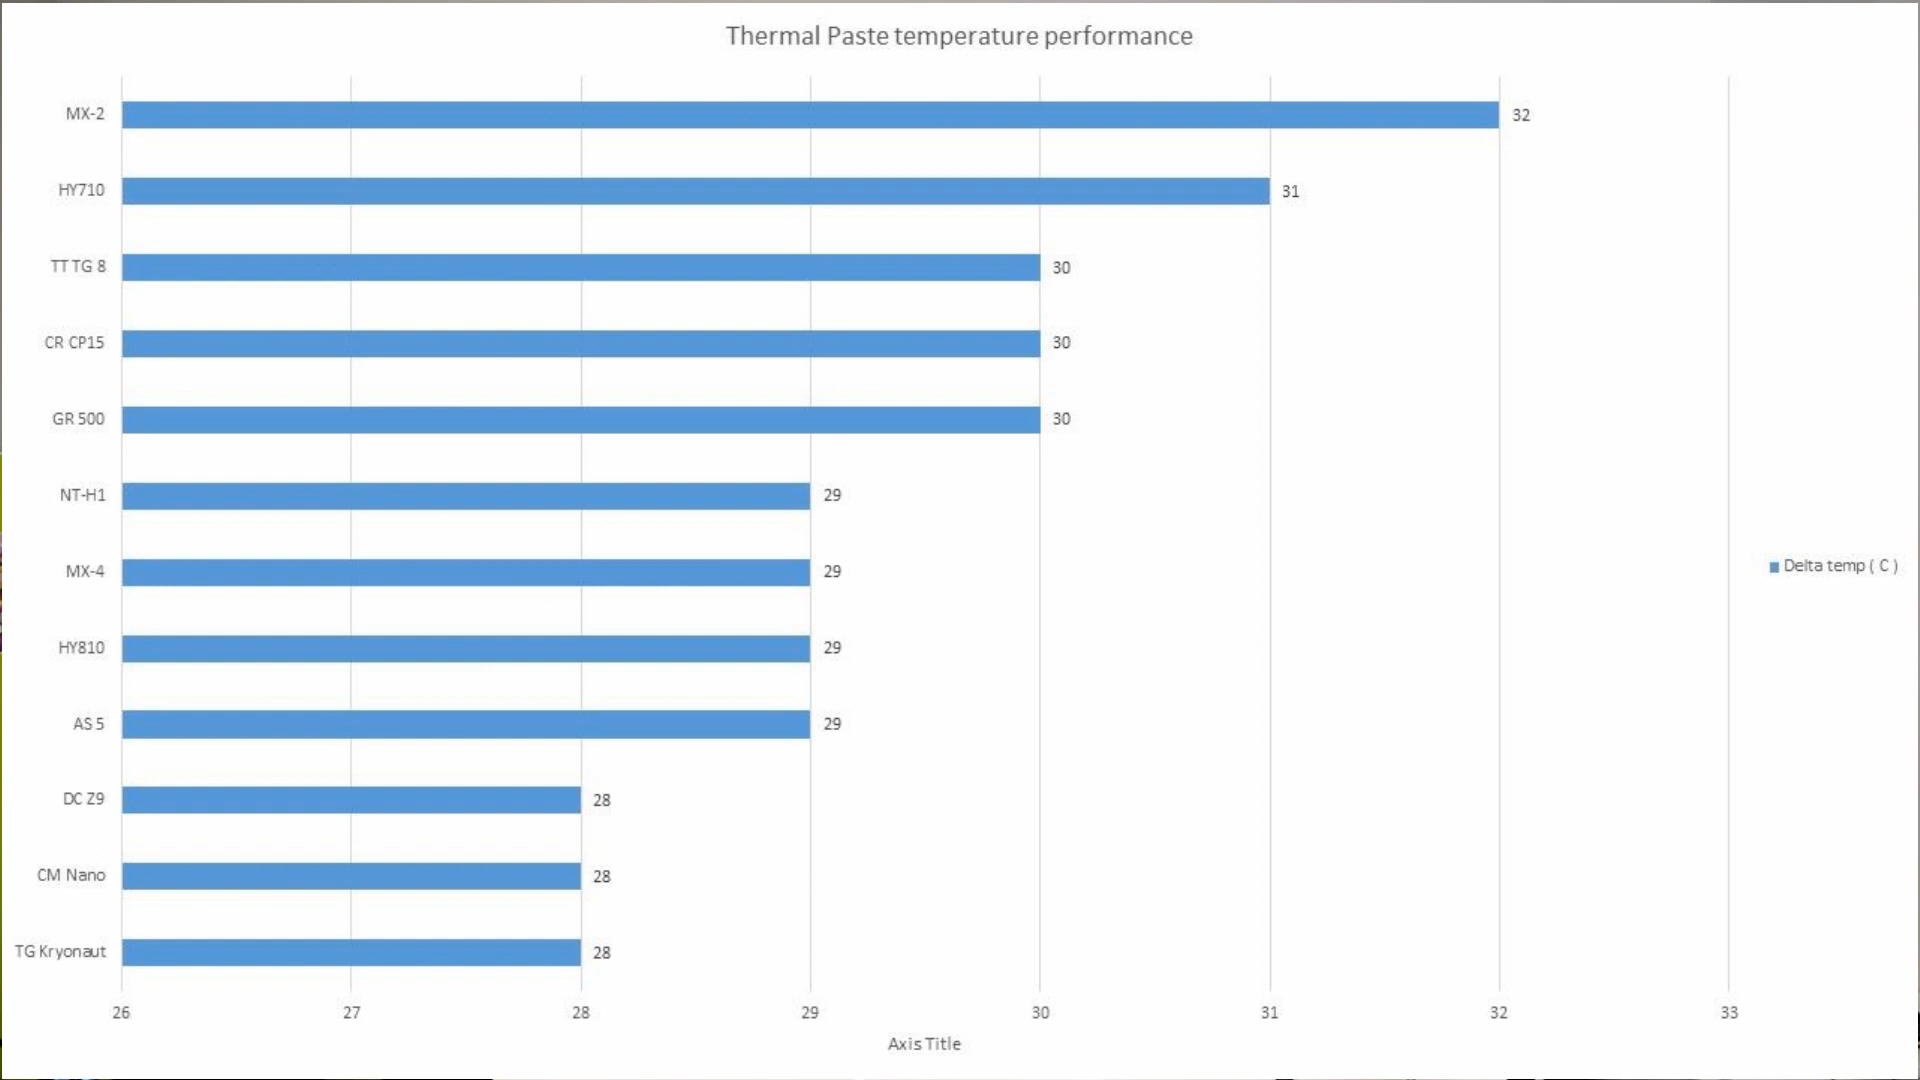 Thermal Paste temperature performance
MX-2
32
HY710
31
TT TG 8
30
CR CP15
30
GR 500
30
NT-H1
29
MX-4
29
HY810
29
AS 5
29
DC Z9
28
CM Nano
28
TG Kryonaut
28
Delta temp ( C )
26 27 28 29 30 31 32 33
Axis Title